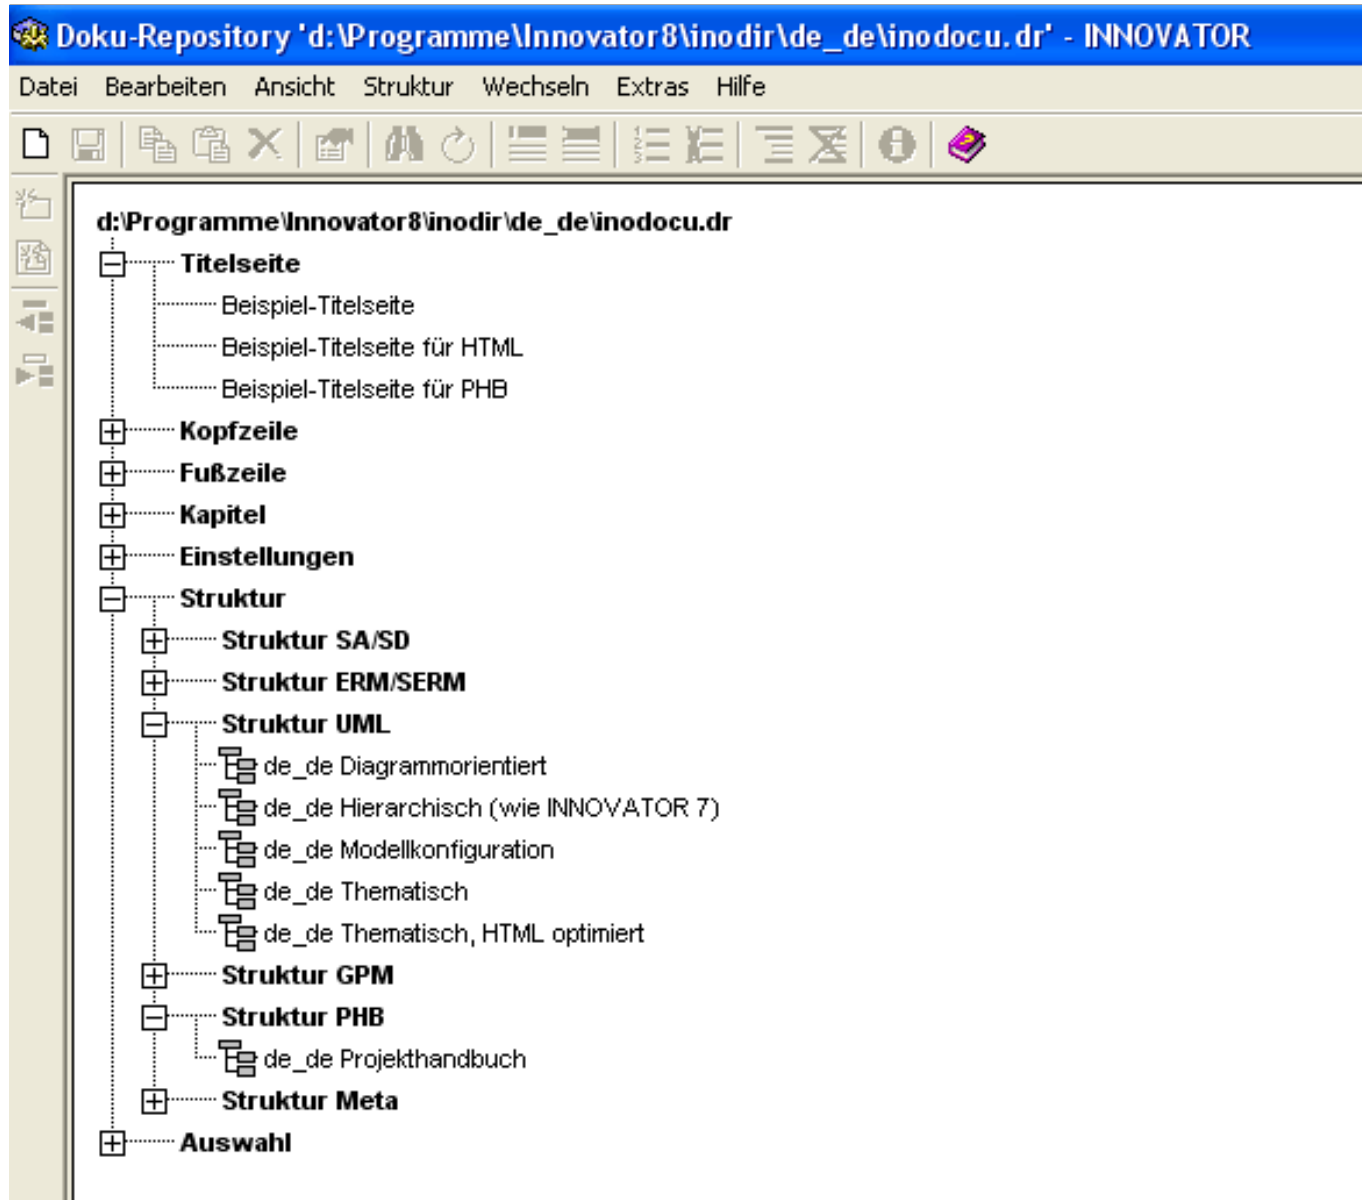 Doku-Repository 'd:\Programme\Innovator8\inodir\de_de\inodocu.dr' - INNOVATOR
Datei Bearbeiten Ansicht Struktur Wechseln Extras Hilfe
d:\Programme\Innovator8\inodir\de_de\inodocu.dr
Titelseite
Beispiel-Titelseite
Beispiel-Titelseite für HTML
Beispiel-Titelseite für PHB
Kopfzeile
Fußzeile
Kapitel
Einstellungen
Struktur
Struktur SA/SD
Struktur ERM/SERM
Struktur UML
de_de Diagrammorientiert
de_de Hierarchisch (wie INNOVATOR 7)
de_de Modellkonfiguration
de_de Thematisch
de_de Thematisch, HTML optimiert
Struktur GPM
Struktur PHB
de_de Projekthandbuch
Struktur Meta
Auswahl